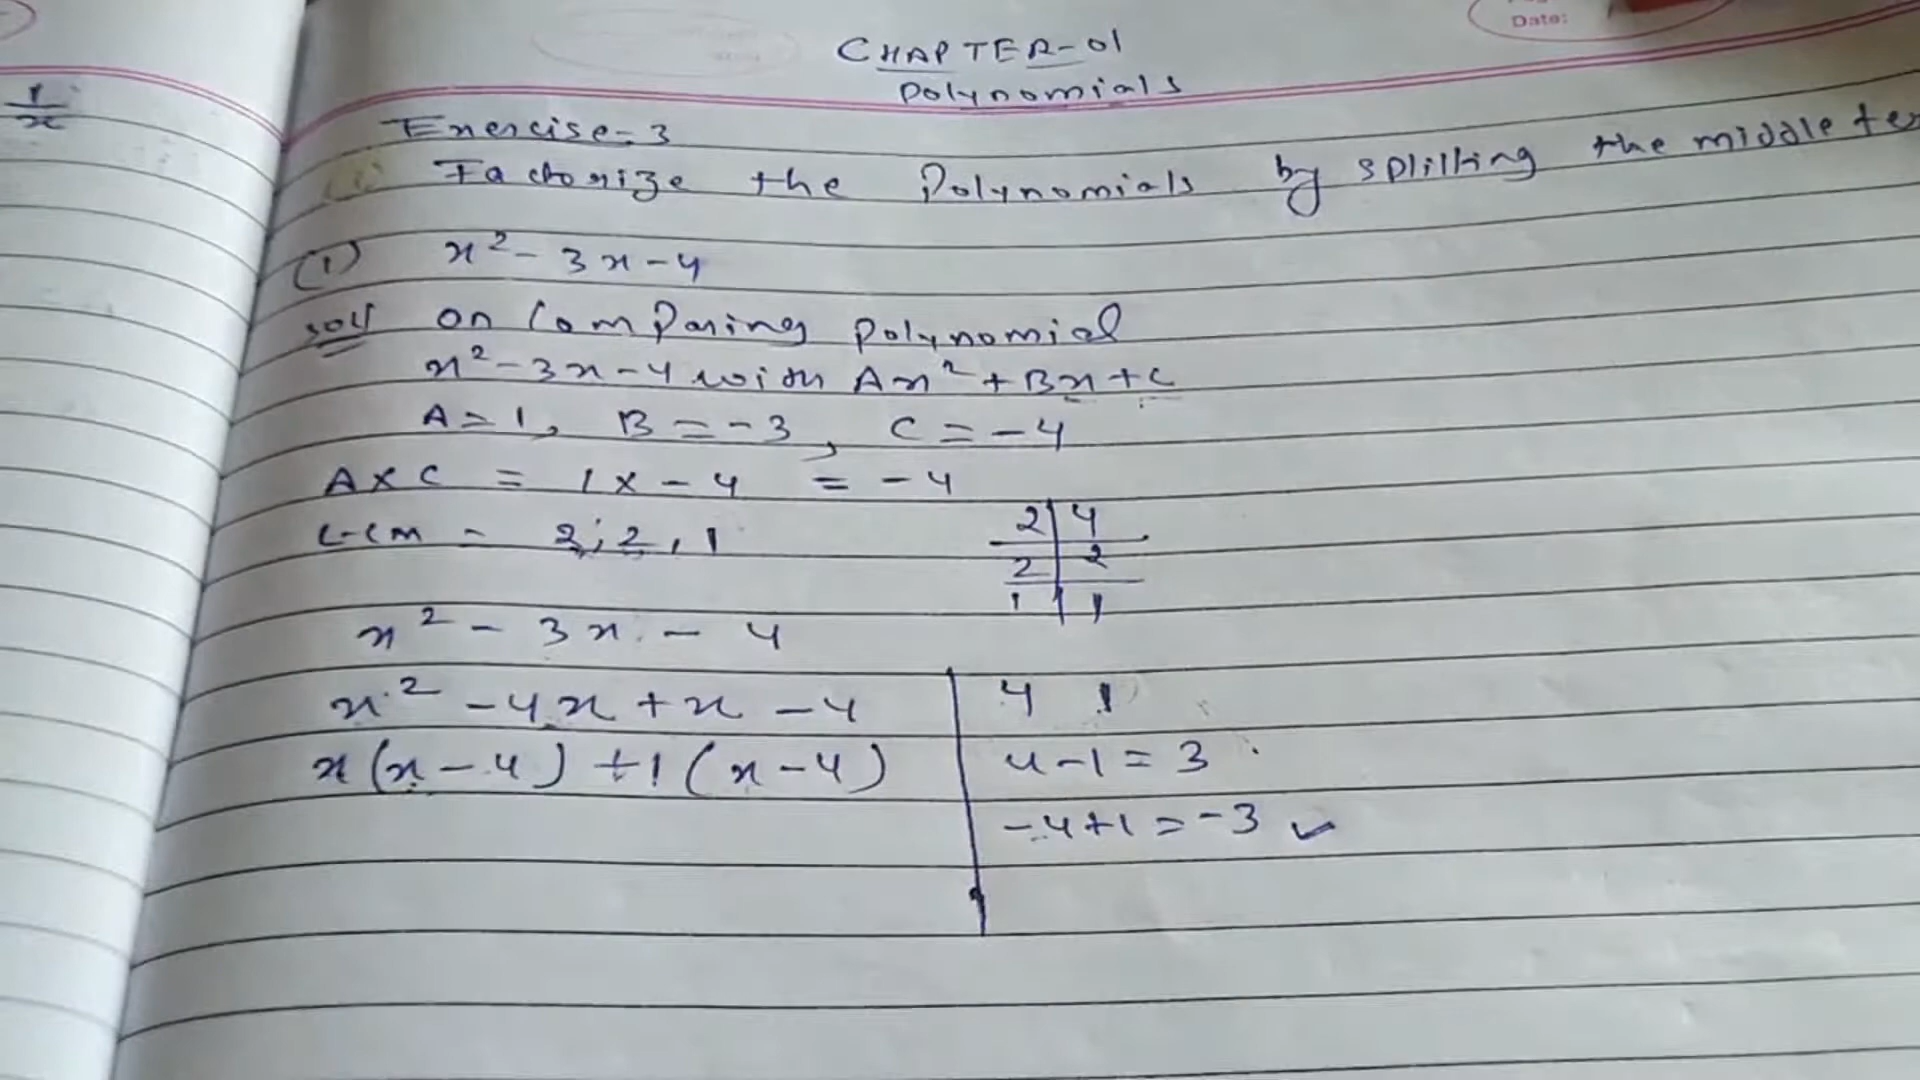 Date:
CHAPTER-01
Polynomials
1/x
Exercise-3
Factorize the Polynomials by splitting the middle te
(1) x² - 3x - 4
on Comparing Polynomial
x² - 3x - 4 with Ax² + Bx + C
A = 1, B = -3, C = -4
A × C = 1 × - 4 = - 4
LCM - 2, 2, 1
2 | 4
2 | 2
1 | 1
x² - 3x - 4
x² - 4x + x - 4
x(x - 4) + 1(x - 4)
4 1
4 - 1 = 3
-4 + 1 = -3 ✓